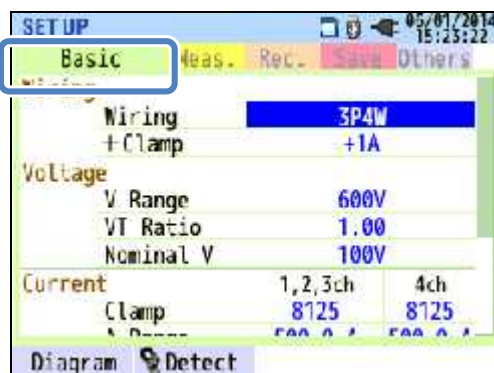 SETUP 05/01/2014
15:23:22
Basic Meas. Rec. Save Others
Wiring
Wiring 3P4W
+Clamp +1A
Voltage
V Range 600V
VT Ratio 1.00
Nominal V 100V
Current 1,2,3ch 4ch
Clamp 8125 8125
Diagram Detect